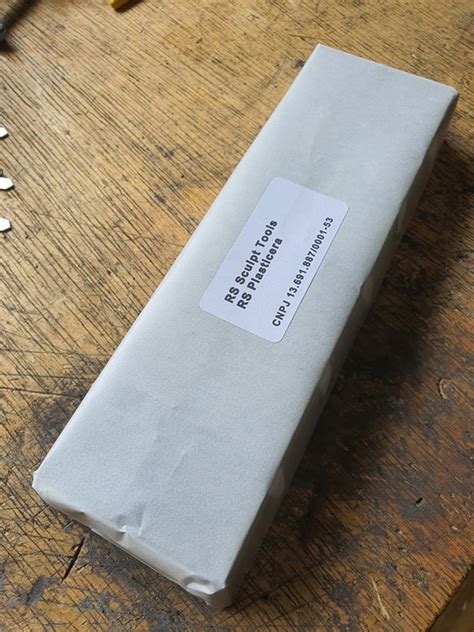 RS Sculpt Tools
RS Plasticera
CNPJ 13.691.887/0001-53